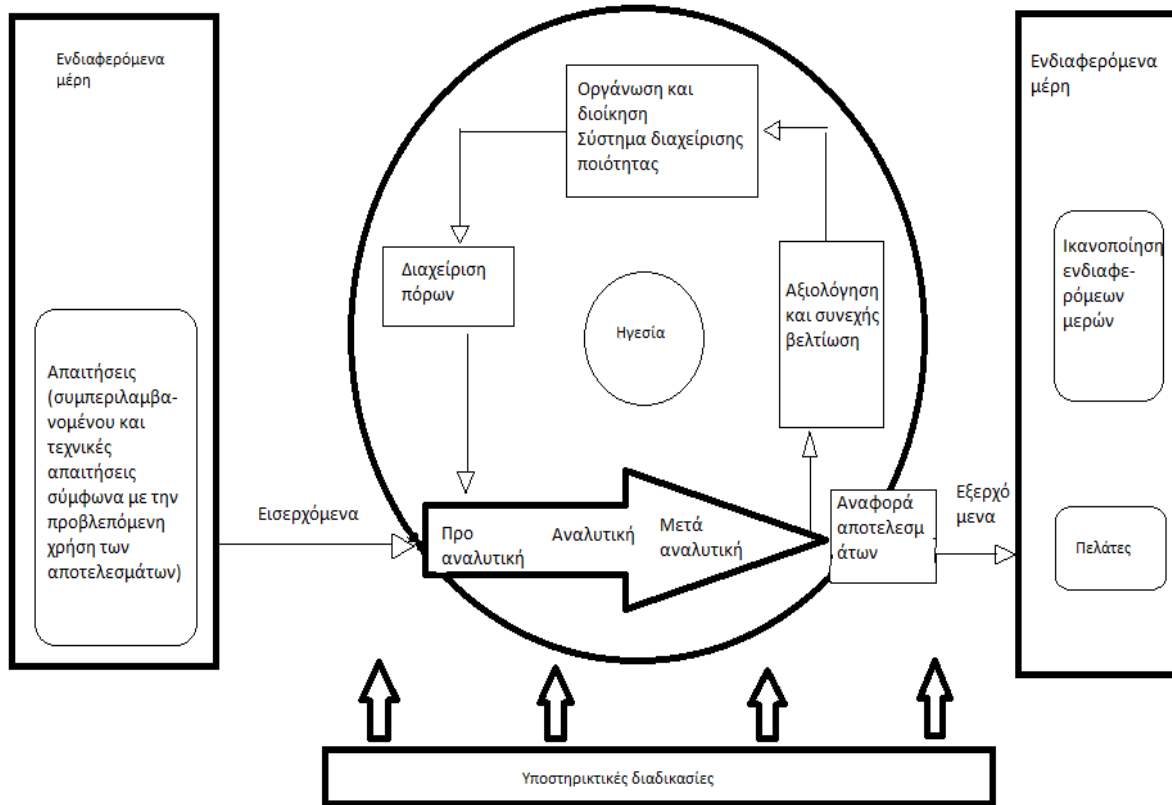 Ενδιαφερόμενα
μέρη
Απαιτήσεις
(συμπεριλαμβα-
νομένου και
τεχνικές
απαιτήσεις
σύμφωνα με την
προβλεπόμενη
χρήση των
αποτελεσμάτων)
Εισερχόμενα
Οργάνωση και
διοίκηση
Σύστημα διαχείρισης
ποιότητας
Διαχείριση
πόρων
Ηγεσία
Αξιολόγηση
και συνεχής
βελτίωση
Προ
αναλυτική
Αναλυτική
Μετά
αναλυτική
Αναφορά
αποτελεσμ
άτων
Εξερχό
μενα
Ενδιαφερόμενα
μέρη
Ικανοποίηση
ενδιαφε-
ρόμεων
μερών
Πελάτες
Υποστηρικτικές διαδικασίες